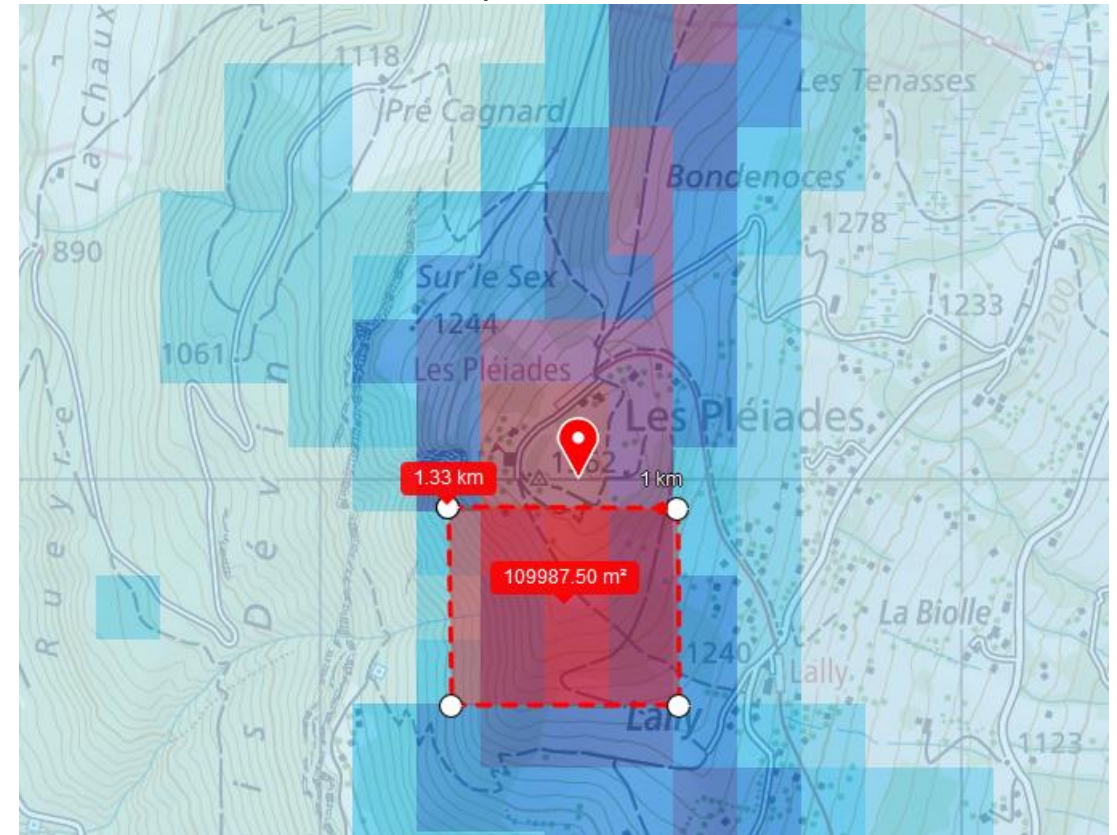 1118
Les Tenasses
La Chaux
Pré Cagnard
Bondenoces
1278
890
Sur le Sex
1244
1233
1200
1061
Les Pléiades
Les Pléiades
1.33 km
1 km
109987.50 m²
Rueyre
Dévin
La Biolle
1240
Lally
Lally
1123